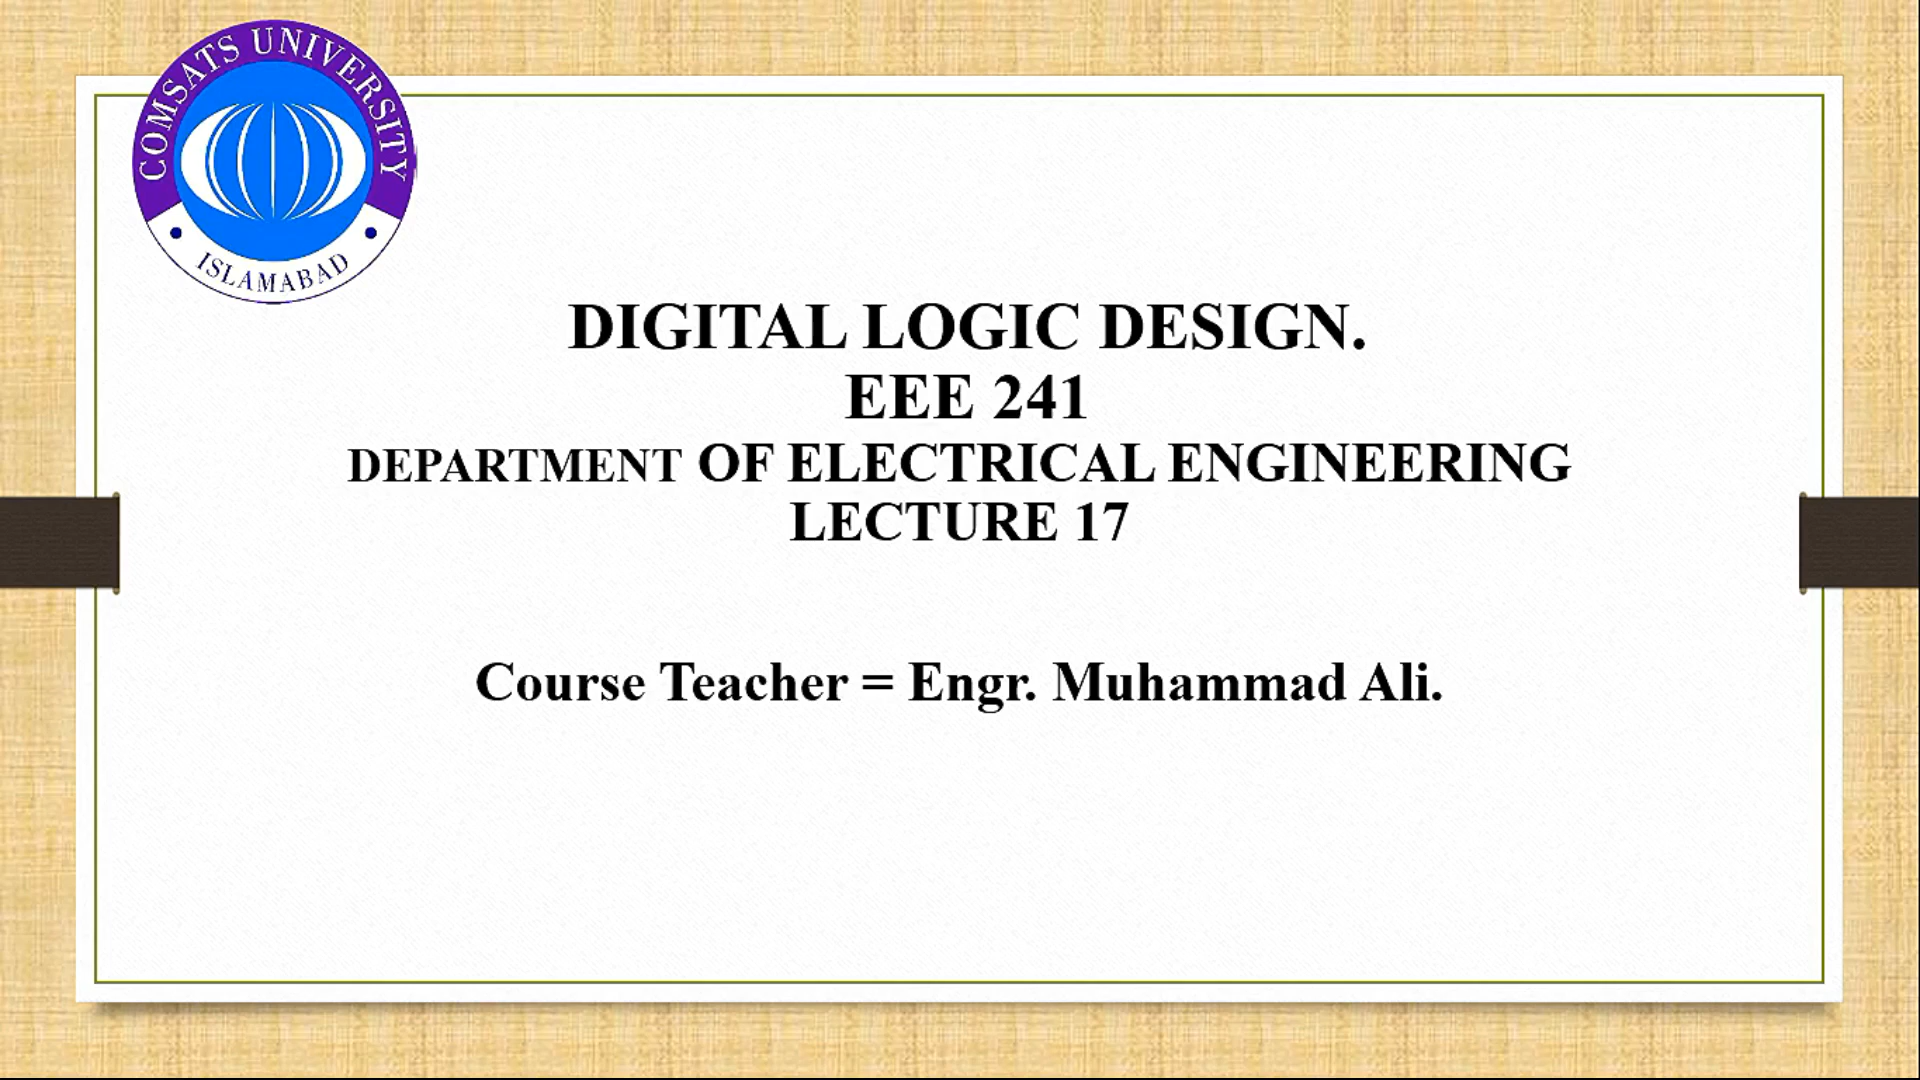 COMSATS UNIVERSITY
ISLAMABAD
DIGITAL LOGIC DESIGN.
EEE 241
DEPARTMENT OF ELECTRICAL ENGINEERING
LECTURE 17
Course Teacher = Engr. Muhammad Ali.